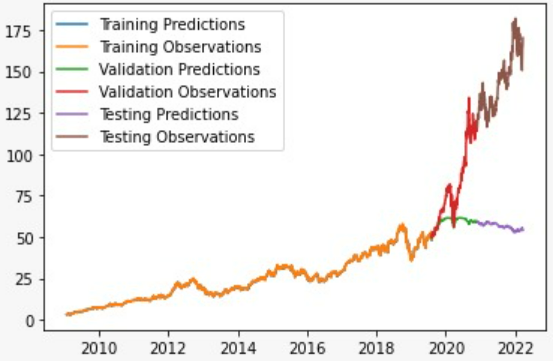 Training Predictions
Training Observations
Validation Predictions
Validation Observations
Testing Predictions
Testing Observations
175
150
125
100
75
50
25
0
2010 2012 2014 2016 2018 2020 2022